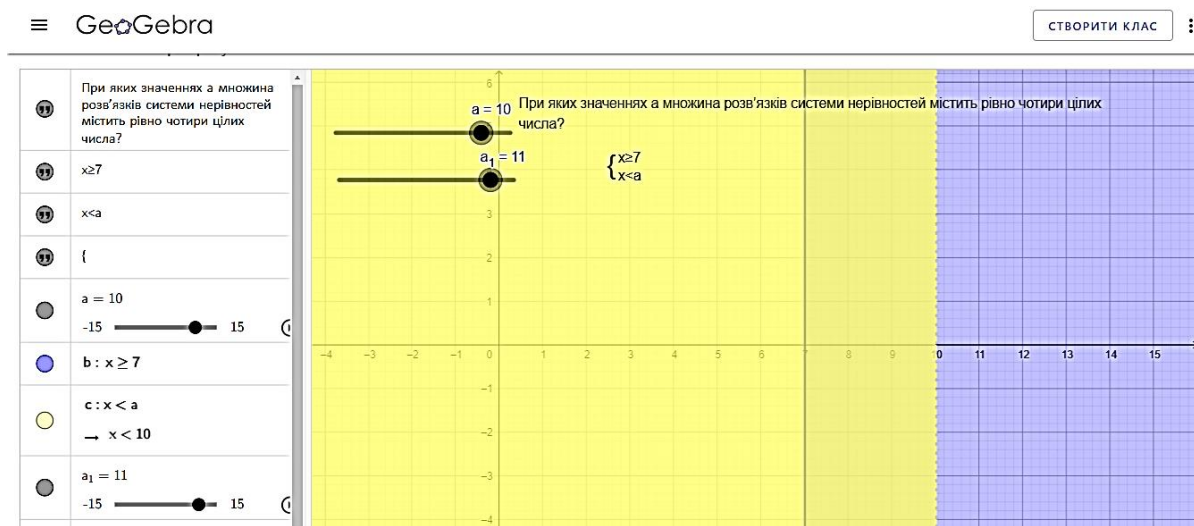 GeoGebra
СТВОРИТИ КЛАС
При яких значеннях а множина
розв'язків системи нерівностей
містить рівно чотири цілих
числа?
x≥7
x<a
{
a = 10
-15
15
b : x ≥ 7
c : x < a
→ x < 10
a₁ = 11
-15
15
a = 10
При яких значеннях а множина розв'язків системи нерівностей містить рівно чотири цілих
числа?
a₁ = 11
{x≥7
x<a
6
3
2
1
-4 -3 -2 -1 0 1 2 3 4 5 6 7 8 9 10 11 12 13 14 15
-1
-2
-3
-4